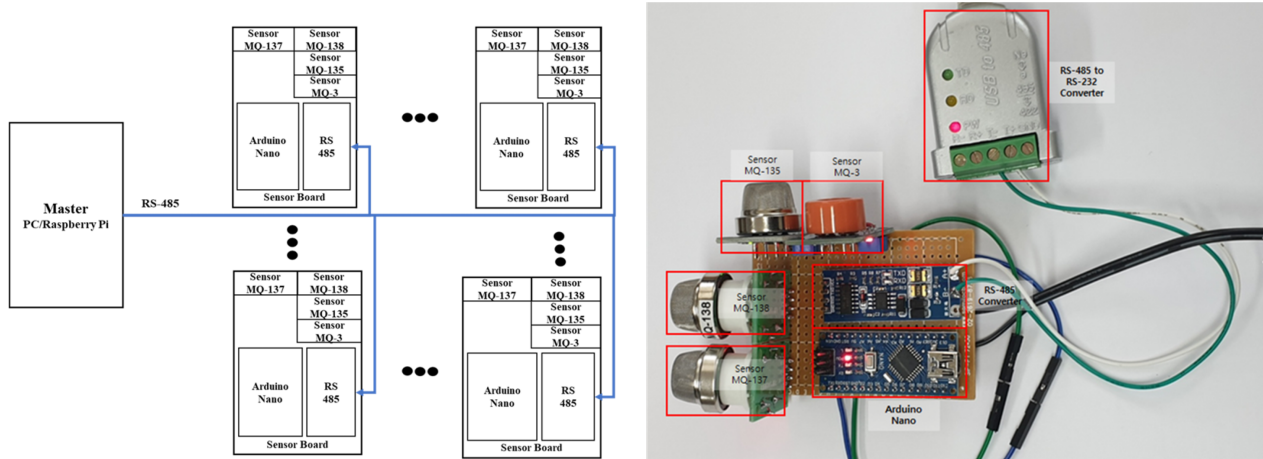 Sensor
MQ-137
Sensor
MQ-138
Sensor
MQ-135
Sensor
MQ-3
Arduino
Nano
RS
485
Sensor Board
Sensor
MQ-137
Sensor
MQ-138
Sensor
MQ-135
Sensor
MQ-3
Arduino
Nano
RS
485
Sensor Board
Master
PC/Raspberry Pi
RS-485
Sensor
MQ-137
Sensor
MQ-138
Sensor
MQ-135
Sensor
MQ-3
Arduino
Nano
RS
485
Sensor Board
Sensor
MQ-137
Sensor
MQ-138
Sensor
MQ-135
Sensor
MQ-3
Arduino
Nano
RS
485
Sensor Board
USB to 485
RS-485 to
RS-232
Converter
Sensor
MQ-135
Sensor
MQ-3
TXD
RXD
RS-485
Converter
Sensor
MQ-138
Sensor
MQ-137
Arduino
Nano